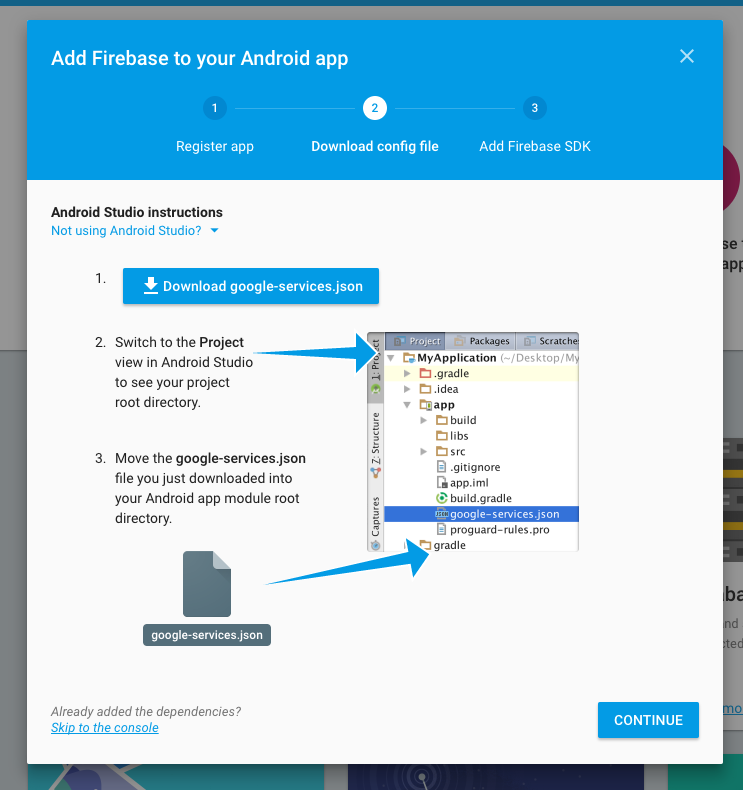 Add Firebase to your Android app
1
2
3
Register app
Download config file
Add Firebase SDK
Android Studio instructions
Not using Android Studio?
1.
Download google-services.json
2. Switch to the Project
view in Android Studio
to see your project
root directory.
3. Move the google-services.json
file you just downloaded into
your Android app module root
directory.
google-services.json
1: Project
Z: Structure
Captures
Project
Packages
Scratches
MyApplication (~/Desktop/My
.gradle
.idea
app
build
libs
src
.gitignore
app.iml
build.gradle
google-services.json
proguard-rules.pro
gradle
Already added the dependencies?
Skip to the console
CONTINUE